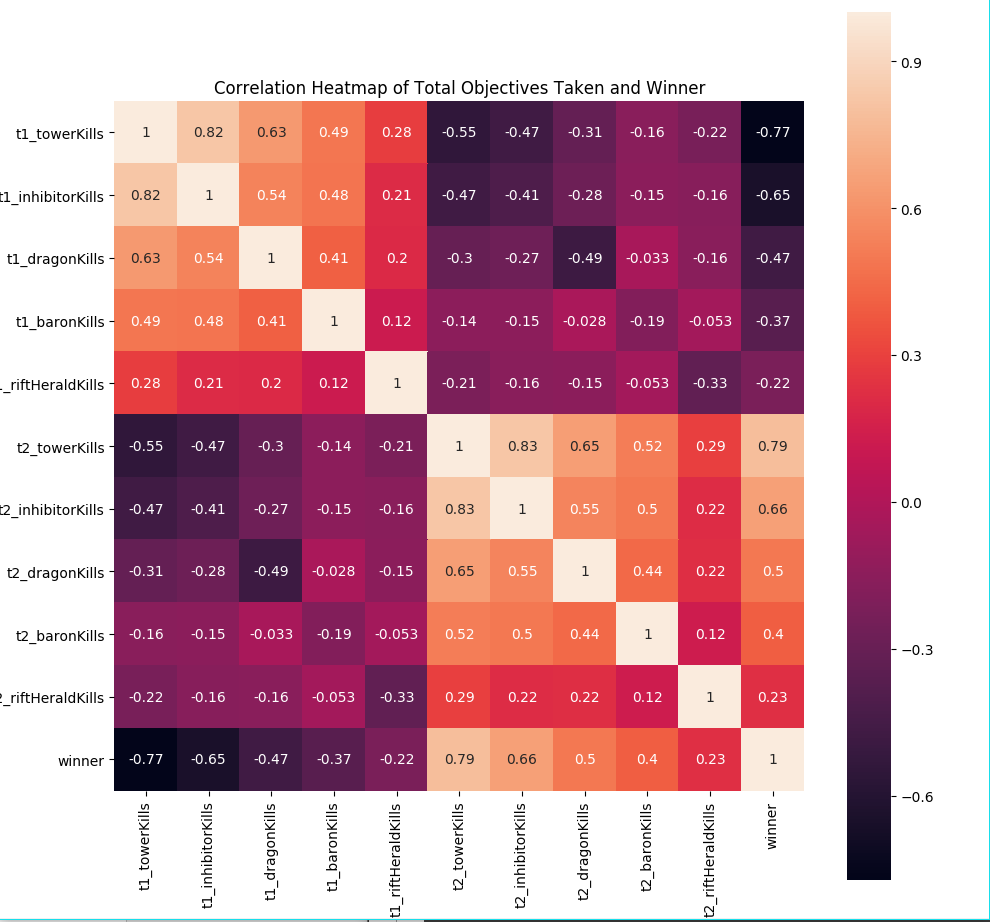 Correlation Heatmap of Total Objectives Taken and Winner
t1_towerKills 1 0.82 0.63 0.49 0.28 -0.55 -0.47 -0.31 -0.16 -0.22 -0.77
t1_inhibitorKills 0.82 1 0.54 0.48 0.21 -0.47 -0.41 -0.28 -0.15 -0.16 -0.65
t1_dragonKills 0.63 0.54 1 0.41 0.2 -0.3 -0.27 -0.49 -0.033 -0.16 -0.47
t1_baronKills 0.49 0.48 0.41 1 0.12 -0.14 -0.15 -0.028 -0.19 -0.053 -0.37
1_riftHeraldKills 0.28 0.21 0.2 0.12 1 -0.21 -0.16 -0.15 -0.053 -0.33 -0.22
t2_towerKills -0.55 -0.47 -0.3 -0.14 -0.21 1 0.83 0.65 0.52 0.29 0.79
t2_inhibitorKills -0.47 -0.41 -0.27 -0.15 -0.16 0.83 1 0.55 0.5 0.22 0.66
t2_dragonKills -0.31 -0.28 -0.49 -0.028 -0.15 0.65 0.55 1 0.44 0.22 0.5
t2_baronKills -0.16 -0.15 -0.033 -0.19 -0.053 0.52 0.5 0.44 1 0.12 0.4
2_riftHeraldKills -0.22 -0.16 -0.16 -0.053 -0.33 0.29 0.22 0.22 0.12 1 0.23
winner -0.77 -0.65 -0.47 -0.37 -0.22 0.79 0.66 0.5 0.4 0.23 1
t1_towerKills
t1_inhibitorKills
t1_dragonKills
t1_baronKills
t1_riftHeraldKills
t2_towerKills
t2_inhibitorKills
t2_dragonKills
t2_baronKills
t2_riftHeraldKills
winner
0.9
0.6
0.3
0.0
−0.3
−0.6